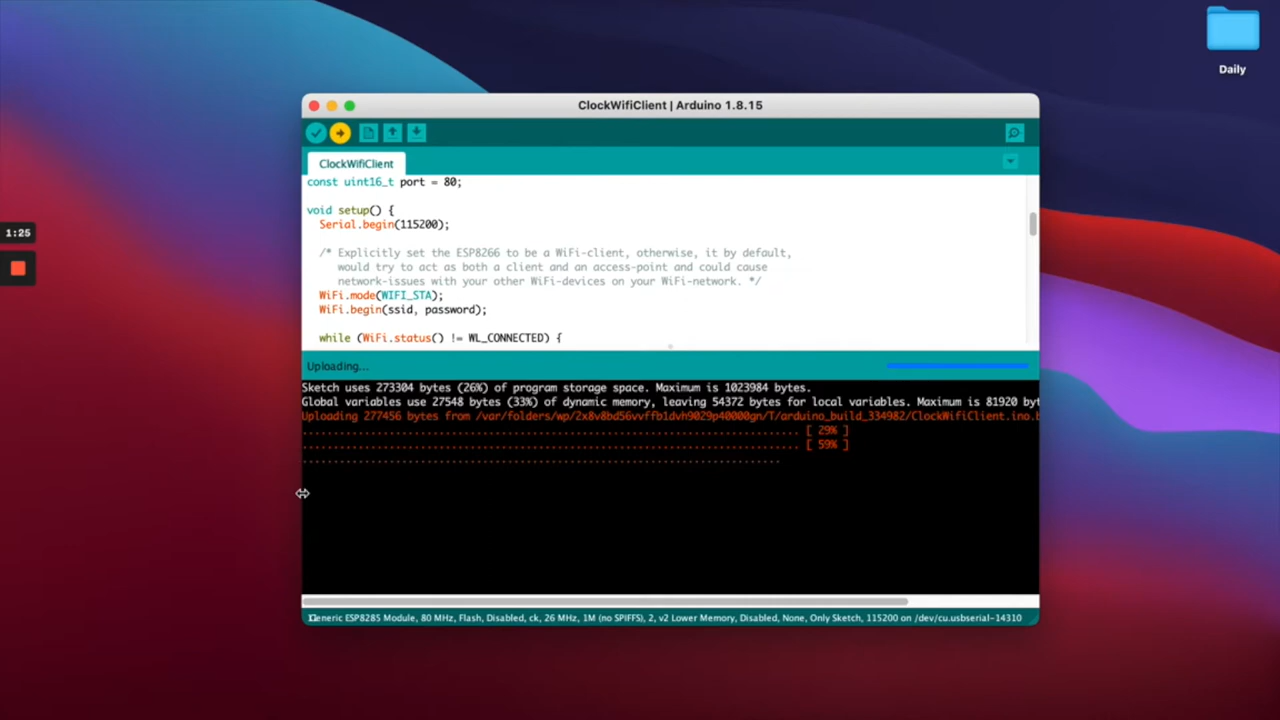 Daily
ClockWifiClient | Arduino 1.8.15
ClockWifiClient
const uint16_t port = 80;
void setup() {
Serial.begin(115200);
/* Explicitly set the ESP8266 to be a WiFi-client, otherwise, it by default,
would try to act as both a client and an access-point and could cause
network-issues with your other WiFi-devices on your WiFi-network. */
WiFi.mode(WIFI_STA);
WiFi.begin(ssid, password);
while (WiFi.status() != WL_CONNECTED) {
1:25
Uploading...
Sketch uses 273304 bytes (26%) of program storage space. Maximum is 1023984 bytes.
Global variables use 27548 bytes (33%) of dynamic memory, leaving 54372 bytes for local variables. Maximum is 81920 byt
Uploading 277456 bytes from /var/folders/wp/2x8v8bd56vvffb1dvh9029p40000gn/T/arduino_build_334982/ClockWifiClient.ino.b
................................................................................ [ 29% ]
................................................................................ [ 59% ]
.............................................................................
Generic ESP8285 Module, 80 MHz, Flash, Disabled, ck, 26 MHz, 1M (no SPIFFS), 2, v2 Lower Memory, Disabled, None, Only Sketch, 115200 on /dev/cu.usbserial-14310